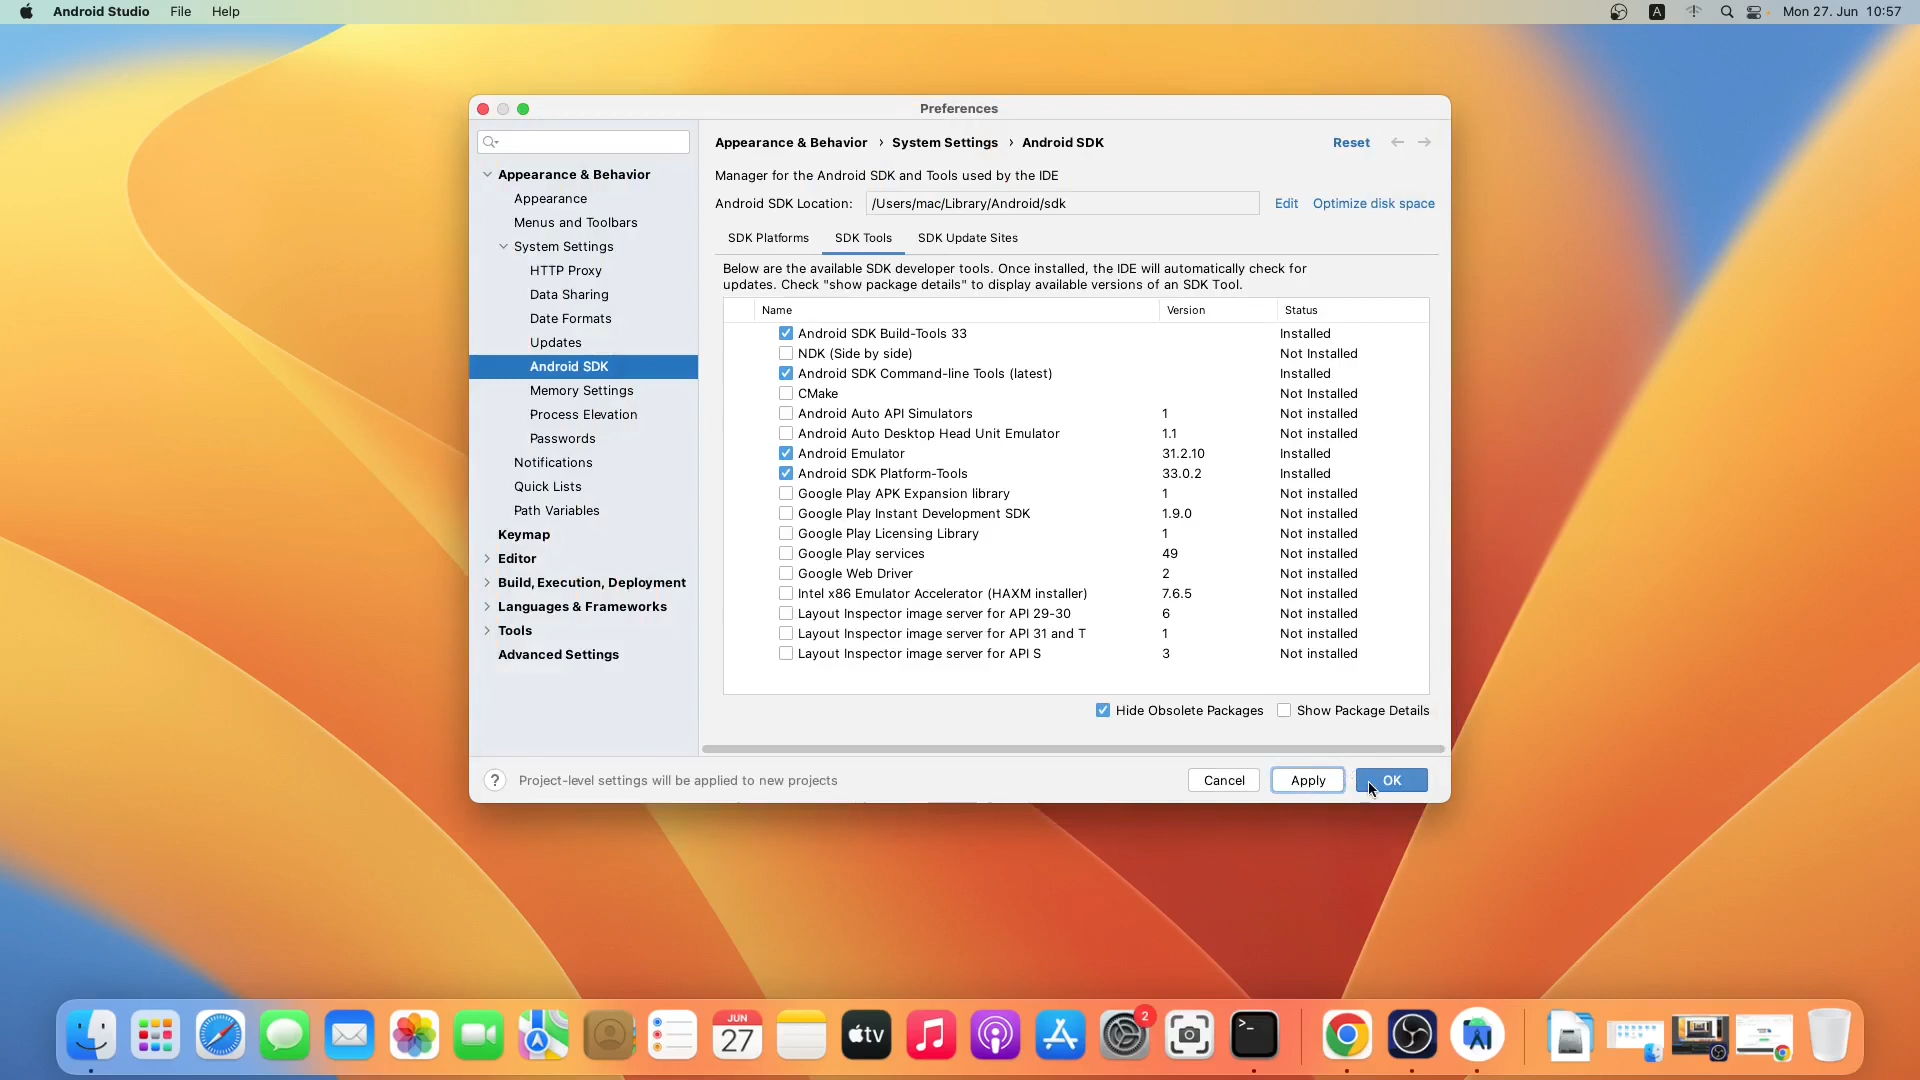 Android Studio File Help A Mon 27. Jun 10:57
Preferences
Appearance & Behavior › System Settings › Android SDK Reset
Manager for the Android SDK and Tools used by the IDE
Android SDK Location: /Users/mac/Library/Android/sdk Edit Optimize disk space
SDK Platforms SDK Tools SDK Update Sites
Below are the available SDK developer tools. Once installed, the IDE will automatically check for
updates. Check "show package details" to display available versions of an SDK Tool.
Name Version Status
Android SDK Build-Tools 33 Installed
NDK (Side by side) Not Installed
Android SDK Command-line Tools (latest) Installed
CMake Not Installed
Android Auto API Simulators 1 Not installed
Android Auto Desktop Head Unit Emulator 1.1 Not installed
Android Emulator 31.2.10 Installed
Android SDK Platform-Tools 33.0.2 Installed
Google Play APK Expansion library 1 Not installed
Google Play Instant Development SDK 1.9.0 Not installed
Google Play Licensing Library 1 Not installed
Google Play services 49 Not installed
Google Web Driver 2 Not installed
Intel x86 Emulator Accelerator (HAXM installer) 7.6.5 Not installed
Layout Inspector image server for API 29-30 6 Not installed
Layout Inspector image server for API 31 and T 1 Not installed
Layout Inspector image server for API S 3 Not installed
Hide Obsolete Packages Show Package Details
Appearance & Behavior
Appearance
Menus and Toolbars
System Settings
HTTP Proxy
Data Sharing
Date Formats
Updates
Android SDK
Memory Settings
Process Elevation
Passwords
Notifications
Quick Lists
Path Variables
Keymap
Editor
Build, Execution, Deployment
Languages & Frameworks
Tools
Advanced Settings
? Project-level settings will be applied to new projects Cancel Apply OK
JUN
27
tv
2
>_